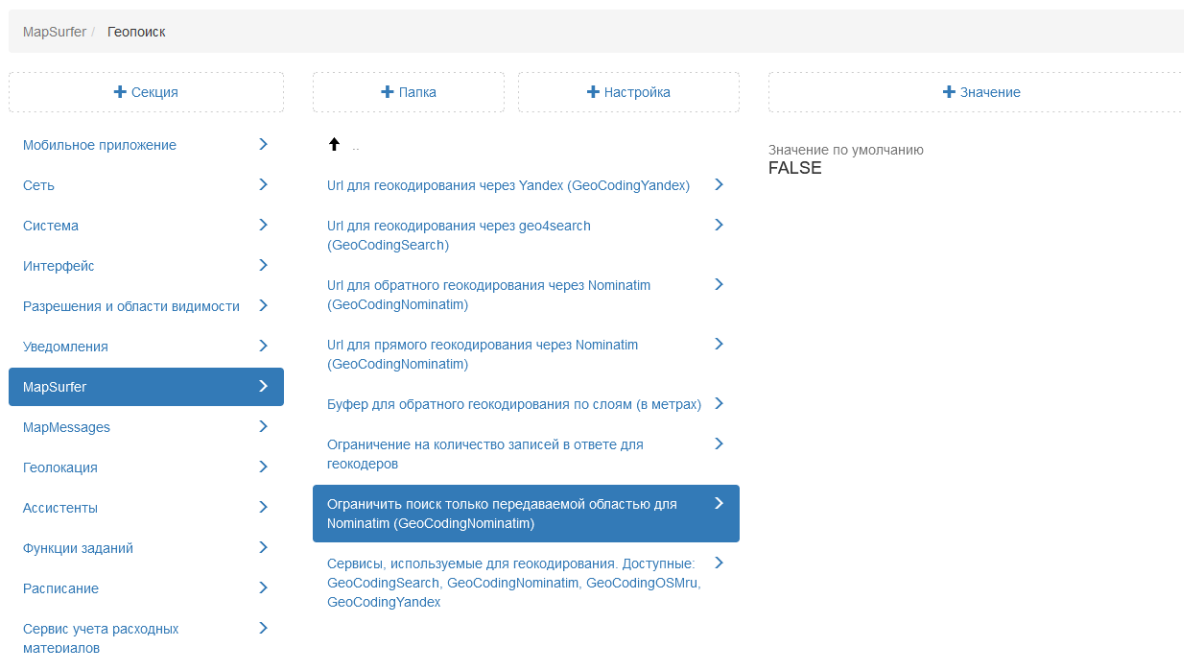 MapSurfer / Геопоиск
+ Секция
+ Папка
+ Настройка
+ Значение
Мобильное приложение
Сеть
Система
Интерфейс
Разрешения и области видимости
Уведомления
MapSurfer
MapMessages
Геолокация
Ассистенты
Функции заданий
Расписание
Сервис учета расходных
материалов
..
Url для геокодирования через Yandex (GeoCodingYandex)
Url для геокодирования через geo4search
(GeoCodingSearch)
Url для обратного геокодирования через Nominatim
(GeoCodingNominatim)
Url для прямого геокодирования через Nominatim
(GeoCodingNominatim)
Буфер для обратного геокодирования по слоям (в метрах)
Ограничение на количество записей в ответе для
геокодеров
Ограничить поиск только передаваемой областью для
Nominatim (GeoCodingNominatim)
Сервисы, используемые для геокодирования. Доступные:
GeoCodingSearch, GeoCodingNominatim, GeoCodingOSMru,
GeoCodingYandex
Значение по умолчанию
FALSE